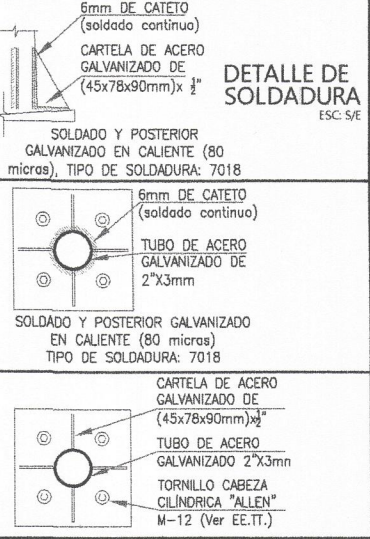 6mm DE CATETO
(soldado continuo)
CARTELA DE ACERO
GALVANIZADO DE
(45x78x90mm)x ½"
DETALLE DE
SOLDADURA
ESC: S/E
SOLDADO Y POSTERIOR
GALVANIZADO EN CALIENTE (80
micras), TIPO DE SOLDADURA: 7018
6mm DE CATETO
(soldado continuo)
TUBO DE ACERO
GALVANIZADO DE
2"X3mm
SOLDADO Y POSTERIOR GALVANIZADO
EN CALIENTE (80 micras)
TIPO DE SOLDADURA: 7018
CARTELA DE ACERO
GALVANIZADO DE
(45x78x90mm)x½"
TUBO DE ACERO
GALVANIZADO 2"X3mm
TORNILLO CABEZA
CILÍNDRICA "ALLEN"
M-12 (Ver EE.TT.)